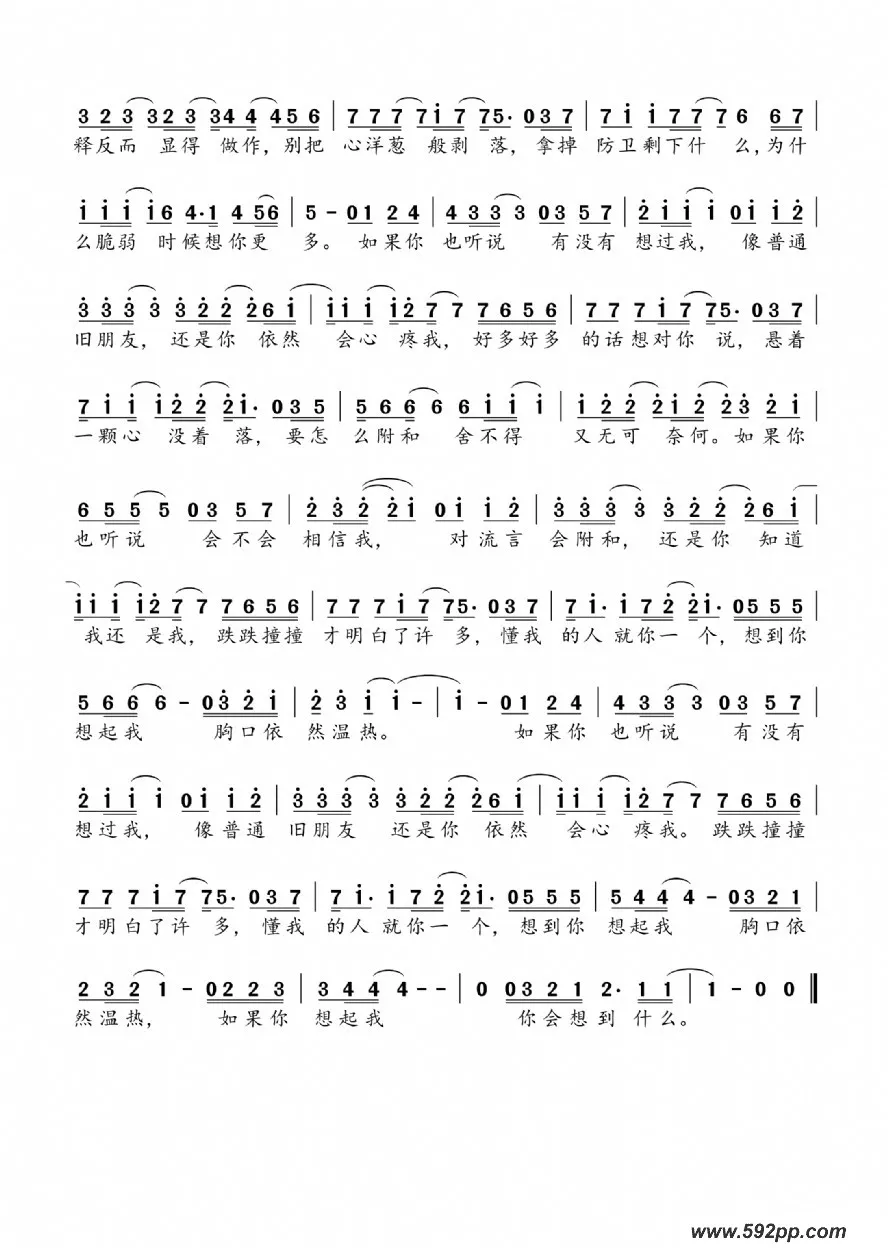 3 2 3 3 2 3 3 4 4 4 5 6 | 7 7 7 7 i 7 7 5· 0 3 7 | 7 i i 7 7 7 6 6 7 |
释反而 显得 做作，别把 心洋葱 般剥 落，拿掉 防卫剩下什 么，为什
i i i i i 6 4· 1 4 5 6 | 5 - 0 1 2 4 | 4 3 3 3 0 3 5 7 | 2 i i i 0 i i 2
么脆弱 时候想你更 多。如果你 也听说 有没有 想过我， 像普通
3 3 3 3 3 2 2 2 6 i | i i i i 2 7 7 7 6 5 6 | 7 7 7 i 7 7 5· 0 3 7 |
旧朋友，还是你 依然 会心 疼我，好多好多 的话想对你 说，悬着
7 i i i 2 2 2 i· 0 3 5 | 5 6 6 6 6 i i i | i 2 2 2 i 2 2 3 2 i |
一颗心 没着 落，要怎 么附和 舍不得 又无可 奈何。如果你
6 5 5 5 0 3 5 7 | 2 3 2 2 i 0 i i 2 | 3 3 3 3 3 2 2 2 6 i |
也听说 会不会 相信我， 对流言 会附和，还是你 知道
i i i i 2 7 7 7 6 5 6 | 7 7 7 i 7 7 5· 0 3 7 | 7 i· i 7 2 2 i· 0 5 5 5 |
我还 是我，跌跌撞撞 才明白了许 多，懂我 的人 就你一 个，想到你
5 6 6 6 - 0 3 2 i | 2 3 i i - | i - 0 1 2 4 | 4 3 3 3 0 3 5 7 |
想起我 胸口依 然温热。 如果你 也听说 有没有
2 i i i 0 i i 2 | 3 3 3 3 3 2 2 2 6 i | i i i i 2 7 7 7 6 5 6 |
想过我， 像普通 旧朋友 还是你 依然 会心 疼我。跌跌撞撞
7 7 7 i 7 7 5· 0 3 7 | 7 i· i 7 2 2 i· 0 5 5 5 | 5 4 4 4 - 0 3 2 1 |
才明白了许 多，懂我 的人 就你一 个，想到你 想起我 胸口依
2 3 2 1 - 0 2 2 3 | 3 4 4 4 - - | 0 0 3 2 1 2· 1 1 | 1 - 0 0 ‖
然温热， 如果你 想起我 你会想到 什么。
www.592pp.com